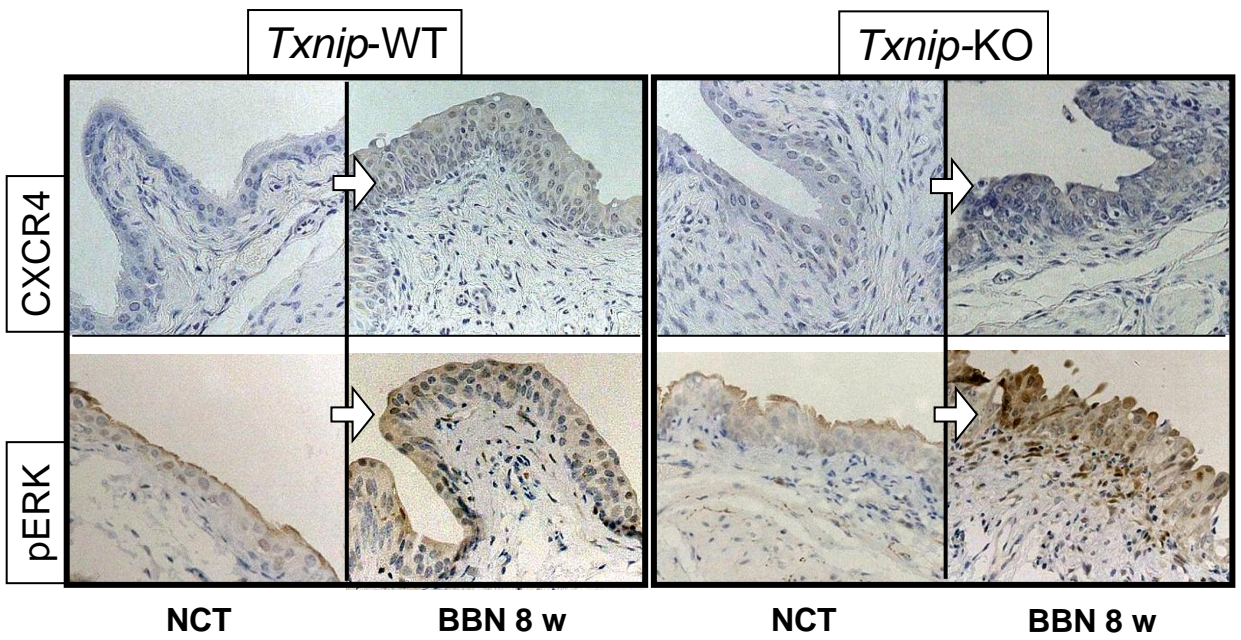 Txnip-WT
Txnip-KO
CXCR4
pERK
NCT
BBN 8 w
NCT
BBN 8 w